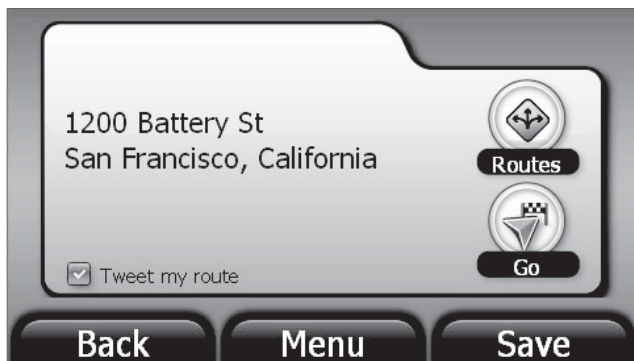 1200 Battery St
San Francisco, California
Routes
Go
Tweet my route
Back Menu Save